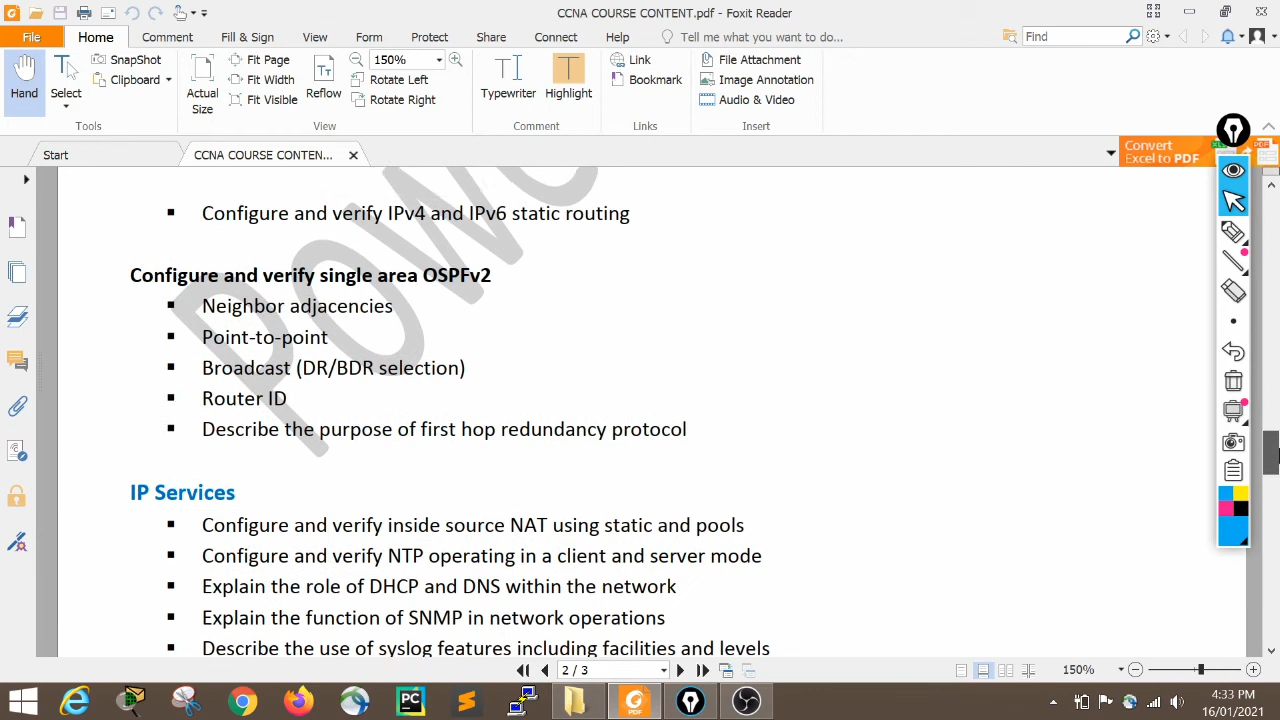 CCNA COURSE CONTENT.pdf - Foxit Reader
File Home Comment Fill & Sign View Form Protect Share Connect Help Tell me what you want to do... Find
Hand
Select
SnapShot
Clipboard
Tools
Actual
Size
Fit Page
Fit Width
Fit Visible
Reflow
150%
Rotate Left
Rotate Right
View
Typewriter
Highlight
Comment
Link
Bookmark
Links
File Attachment
Image Annotation
Audio & Video
Insert
Start
CCNA COURSE CONTEN...
Convert
Excel to PDF
▪ Configure and verify IPv4 and IPv6 static routing
Configure and verify single area OSPFv2
▪ Neighbor adjacencies
▪ Point-to-point
▪ Broadcast (DR/BDR selection)
▪ Router ID
▪ Describe the purpose of first hop redundancy protocol
IP Services
▪ Configure and verify inside source NAT using static and pools
▪ Configure and verify NTP operating in a client and server mode
▪ Explain the role of DHCP and DNS within the network
▪ Explain the function of SNMP in network operations
▪ Describe the use of syslog features including facilities and levels
2 / 3
150%
4:33 PM
16/01/2021